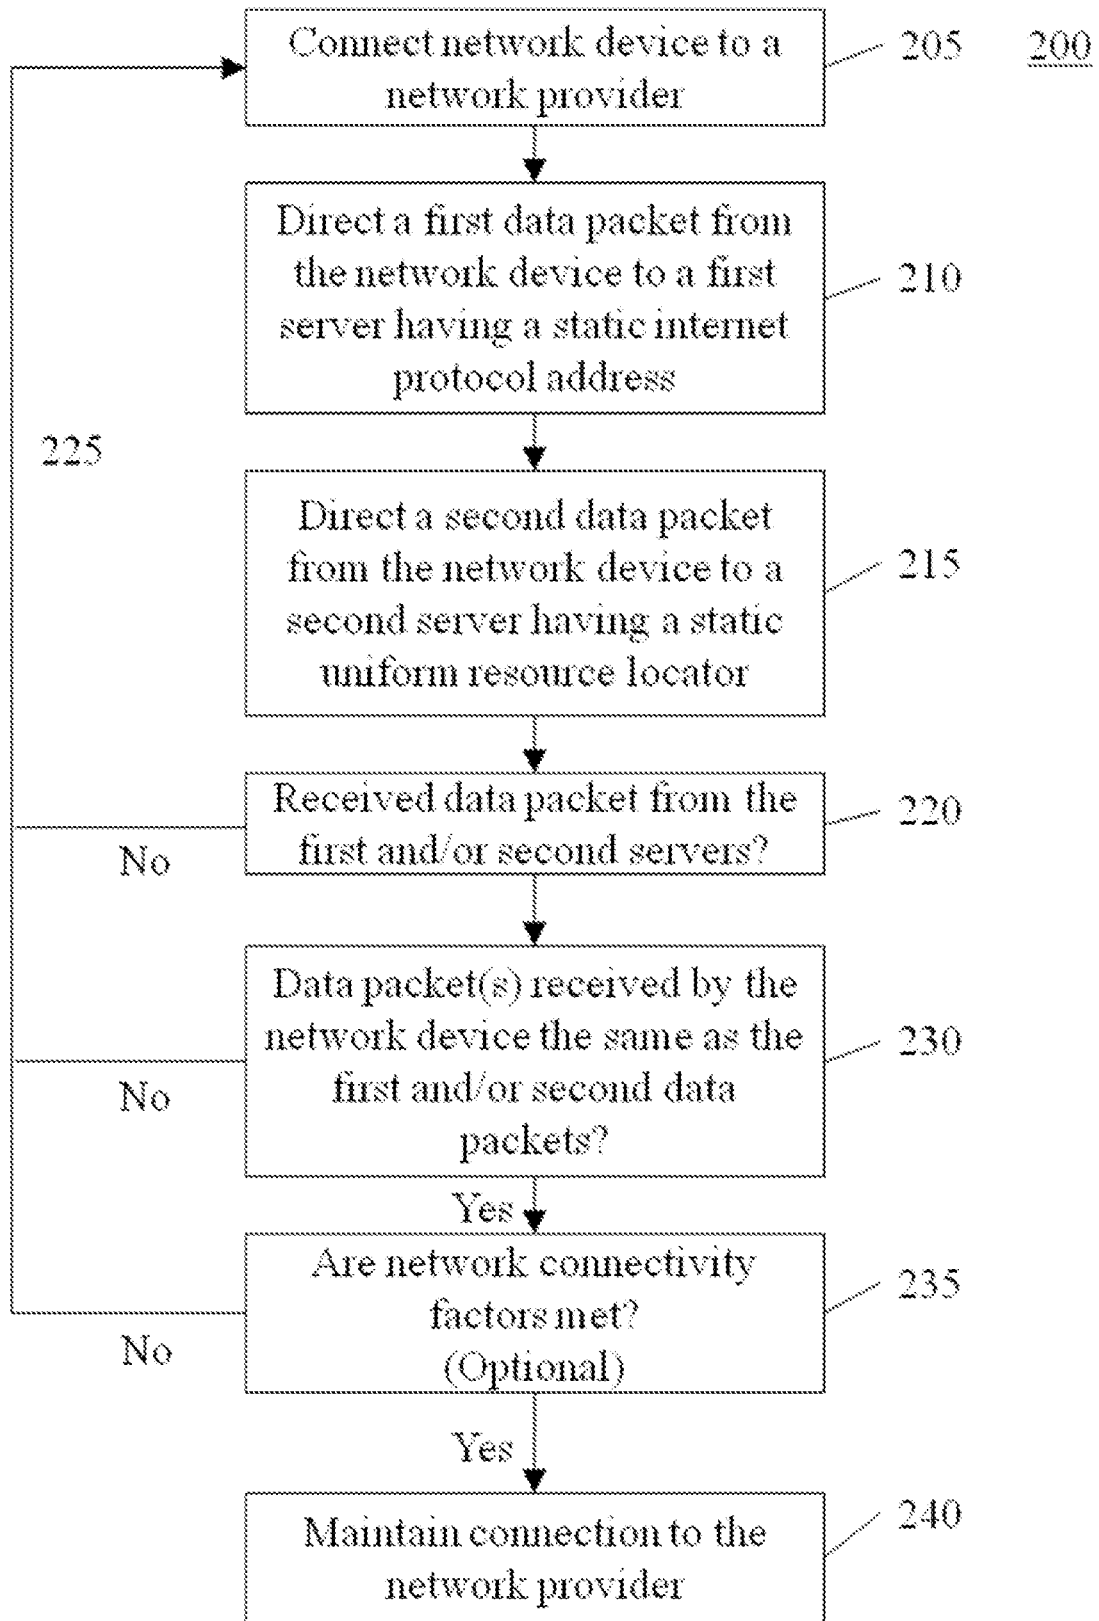 Connect network device to a
network provider
205
200
Direct a first data packet from
the network device to a first
server having a static internet
protocol address
210
225
Direct a second data packet
from the network device to a
second server having a static
uniform resource locator
215
Received data packet from the
first and/or second servers?
220
No
Data packet(s) received by the
network device the same as the
first and/or second data
packets?
230
No
Yes
Are network connectivity
factors met?
(Optional)
235
No
Yes
Maintain connection to the
network provider
240